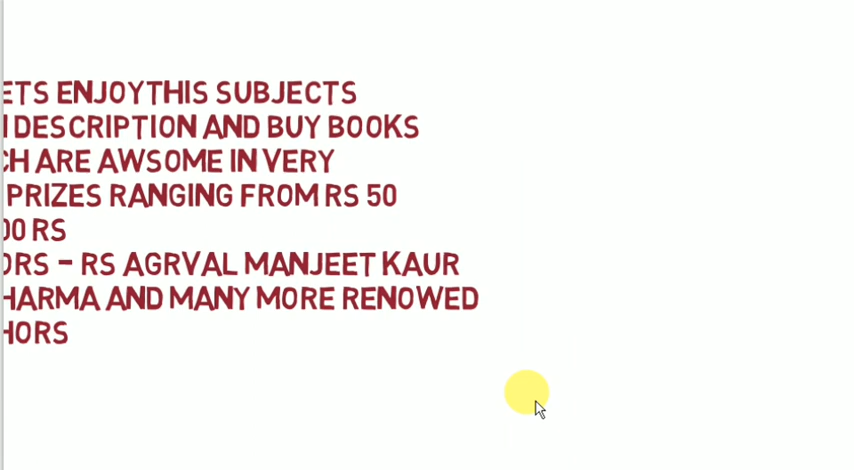 ETS ENJOYTHIS SUBJECTS
DESCRIPTION AND BUY BOOKS
CH ARE AWSOME IN VERY
PRIZES RANGING FROM RS 50
00 RS
ORS - RS AGRVAL MANJEET KAUR
HARMA AND MANY MORE RENOWED
HORS